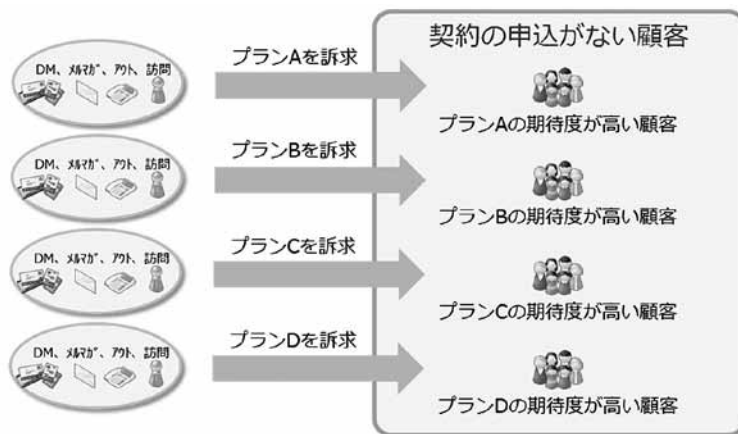 契約の申込がない顧客
DM、ﾒﾙﾏｶﾞ、ｱｳﾄ、訪問
プランAを訴求
プランAの期待度が高い顧客
DM、ﾒﾙﾏｶﾞ、ｱｳﾄ、訪問
プランBを訴求
プランBの期待度が高い顧客
DM、ﾒﾙﾏｶﾞ、ｱｳﾄ、訪問
プランCを訴求
プランCの期待度が高い顧客
DM、ﾒﾙﾏｶﾞ、ｱｳﾄ、訪問
プランDを訴求
プランDの期待度が高い顧客